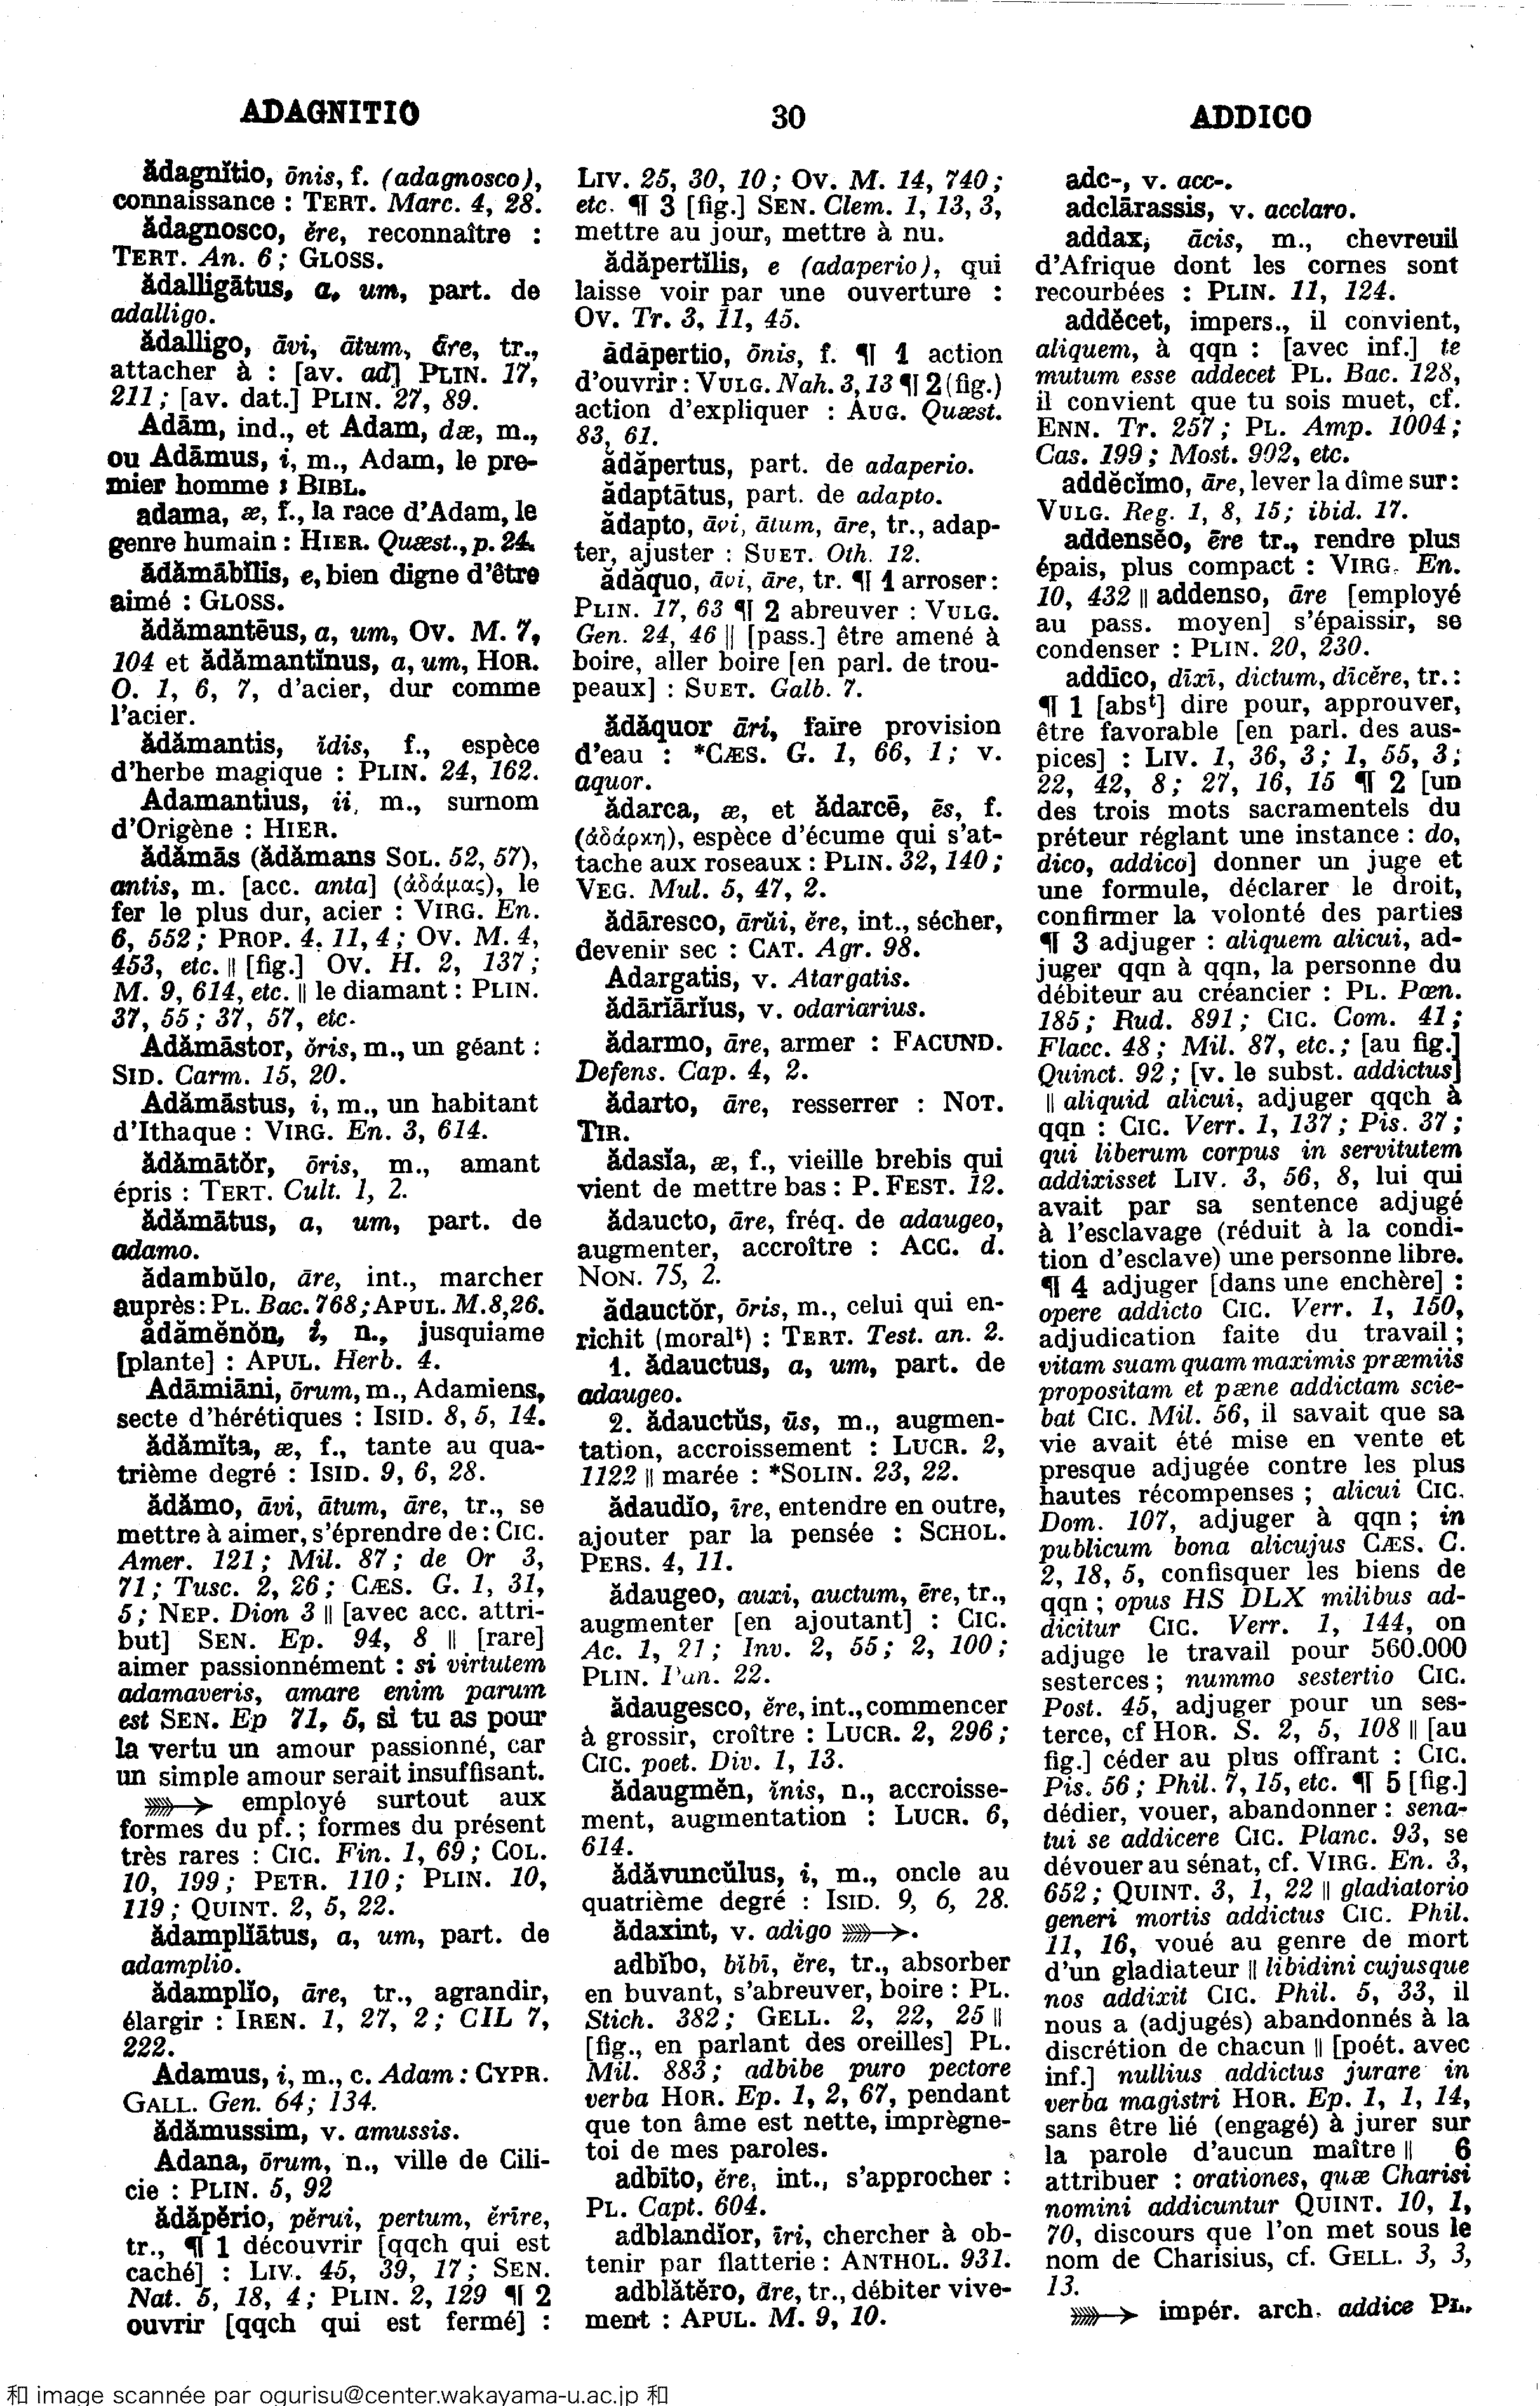 ADAGNITIO
30
ADDICO
ădagnĭtio, ōnis, f. (adagnosco),
connaissance : TERT. Marc. 4, 28.
ădagnosco, ĕre, reconnaître :
TERT. An. 6 ; GLOSS.
ădalligātus, a, um, part. de
adalligo.
ădalligo, āvi, ātum, āre, tr.,
attacher à : [av. ad] PLIN. 17,
211 ; [av. dat.] PLIN. 27, 89.
Adām, ind., et Adam, dæ, m.,
ou Adāmus, i, m., Adam, le pre-
mier homme : BIBL.
adama, æ, f., la race d'Adam, le
genre humain : HIER. Quæst., p. 24.
ădămābĭlis, e, bien digne d'être
aimé : GLOSS.
ădămantēus, a, um, OV. M. 7,
104 et ădămantĭnus, a, um, HOR.
O. 1, 6, 7, d'acier, dur comme
l'acier.
ădămantis, ĭdis, f., espèce
d'herbe magique : PLIN. 24, 162.
Adamantius, ii, m., surnom
d'Origène : HIER.
ădămās (ădămans SOL. 52, 57),
antis, m. [acc. anta] (ἀδάμας), le
fer le plus dur, acier : VIRG. En.
6, 552 ; PROP. 4. 11, 4 ; OV. M. 4,
453, etc. || [fig.] OV. H. 2, 137 ;
M. 9, 614, etc. || le diamant : PLIN.
37, 55 ; 37, 57, etc.
Adămāstor, ŏris, m., un géant :
SID. Carm. 15, 20.
Adămāstus, i, m., un habitant
d'Ithaque : VIRG. En. 3, 614.
ădămātŏr, ōris, m., amant
épris : TERT. Cult. 1, 2.
ădămātus, a, um, part. de
adamo.
ădambŭlo, āre, int., marcher
auprès : PL. Bac. 768 ; APUL. M. 8, 26.
ădămĕnŏn, i, n., jusquiame
[plante] : APUL. Herb. 4.
Adāmiāni, ōrum, m., Adamiens,
secte d'hérétiques : ISID. 8, 5, 14.
ădămĭta, æ, f., tante au qua-
trième degré : ISID. 9, 6, 28.
ădămo, āvi, ātum, āre, tr., se
mettre à aimer, s'éprendre de : CIC.
Amer. 121 ; Mil. 87 ; de Or 3,
71 ; Tusc. 2, 26 ; CÆS. G. 1, 31,
5 ; NEP. Dion 3 || [avec acc. attri-
but] SEN. Ep. 94, 8 || [rare]
aimer passionnément : si virtutem
adamaveris, amare enim parum
est SEN. Ep 71, 5, si tu as pour
la vertu un amour passionné, car
un simple amour serait insuffisant.
employé surtout aux
formes du pf. ; formes du présent
très rares : CIC. Fin. 1, 69 ; COL.
10, 199 ; PETR. 110 ; PLIN. 10,
119 ; QUINT. 2, 5, 22.
ădamplĭātus, a, um, part. de
adamplio.
ădamplĭo, āre, tr., agrandir,
élargir : IREN. 1, 27, 2 ; CIL 7,
222.
Adamus, i, m., c. Adam : CYPR.
GALL. Gen. 64 ; 134.
ădămussim, v. amussis.
Adana, ōrum, n., ville de Cili-
cie : PLIN. 5, 92
ădăpĕrio, pĕrui, pertum, ĕrīre,
tr., ¶ 1 découvrir [qqch qui est
caché] : LIV. 45, 39, 17 ; SEN.
Nat. 5, 18, 4 ; PLIN. 2, 129 ¶ 2
ouvrir [qqch qui est fermé] :
LIV. 25, 30, 10 ; OV. M. 14, 740 ;
etc. ¶ 3 [fig.] SEN. Clem. 1, 13, 3,
mettre au jour, mettre à nu.
ădăpertĭlis, e (adaperio), qui
laisse voir par une ouverture :
OV. Tr. 3, 11, 45.
ădăpertio, ōnis, f. ¶ 1 action
d'ouvrir : VULG. Nah. 3, 13 ¶ 2 (fig.)
action d'expliquer : AUG. Quæst.
83, 61.
ădăpertus, part. de adaperio.
ădaptātus, part. de adapto.
ădapto, āvi, ātum, āre, tr., adap-
ter, ajuster : SUET. Oth. 12.
ădăquo, āvi, āre, tr. ¶ 1 arroser :
PLIN. 17, 63 ¶ 2 abreuver : VULG.
Gen. 24, 46 || [pass.] être amené à
boire, aller boire [en parl. de trou-
peaux] : SUET. Galb. 7.
ădăquor āri, faire provision
d'eau : *CÆS. G. 1, 66, 1 ; v.
aquor.
ădarca, æ, et ădarcē, ēs, f.
(ἀδάρκη), espèce d'écume qui s'at-
tache aux roseaux : PLIN. 32, 140 ;
VEG. Mul. 5, 47, 2.
ădāresco, ārŭi, ĕre, int., sécher,
devenir sec : CAT. Agr. 98.
Adargatis, v. Atargatis.
ădārĭārĭus, v. odariarius.
ădarmo, āre, armer : FACUND.
Defens. Cap. 4, 2.
ădarto, āre, resserrer : NOT.
TIR.
ădasĭa, æ, f., vieille brebis qui
vient de mettre bas : P. FEST. 12.
ădaucto, āre, fréq. de adaugeo,
augmenter, accroître : ACC. d.
NON. 75, 2.
ădauctŏr, ōris, m., celui qui en-
richit (moralt) : TERT. Test. an. 2.
1. ădauctus, a, um, part. de
adaugeo.
2. ădauctŭs, ūs, m., augmen-
tation, accroissement : LUCR. 2,
1122 || marée : *SOLIN. 23, 22.
ădaudĭo, īre, entendre en outre,
ajouter par la pensée : SCHOL.
PERS. 4, 11.
ădaugeo, auxi, auctum, ēre, tr.,
augmenter [en ajoutant] : CIC.
Ac. 1, 21 ; Inv. 2, 55 ; 2, 100 ;
PLIN. Pan. 22.
ădaugesco, ĕre, int., commencer
à grossir, croître : LUCR. 2, 296 ;
CIC. poet. Div. 1, 13.
ădaugmĕn, ĭnis, n., accroisse-
ment, augmentation : LUCR. 6,
614.
ădăvuncŭlus, i, m., oncle au
quatrième degré : ISID. 9, 6, 28.
ădaxint, v. adigo.
adbĭbo, bĭbī, ĕre, tr., absorber
en buvant, s'abreuver, boire : PL.
Stich. 382 ; GELL. 2, 22, 25 ||
[fig., en parlant des oreilles] PL.
Mil. 883 ; adbibe puro pectore
verba HOR. Ep. 1, 2, 67, pendant
que ton âme est nette, imprègne-
toi de mes paroles.
adbīto, ĕre, int., s'approcher :
PL. Capt. 604.
adblandĭor, īri, chercher à ob-
tenir par flatterie : ANTHOL. 931.
adblătĕro, āre, tr., débiter vive-
ment : APUL. M. 9, 10.
adc-, v. acc-.
adclārassis, v. acclaro.
addax, ācis, m., chevreuil
d'Afrique dont les cornes sont
recourbées : PLIN. 11, 124.
addĕcet, impers., il convient,
aliquem, à qqn : [avec inf.] te
mutum esse addecet PL. Bac. 128,
il convient que tu sois muet, cf.
ENN. Tr. 257 ; PL. Amp. 1004 ;
Cas. 199 ; Most. 902, etc.
addĕcĭmo, āre, lever la dîme sur :
VULG. Reg. 1, 8, 15 ; ibid. 17.
addensĕo, ēre tr., rendre plus
épais, plus compact : VIRG. En.
10, 432 || addenso, āre [employé
au pass. moyen] s'épaissir, se
condenser : PLIN. 20, 230.
addīco, dīxī, dictum, dīcĕre, tr. :
¶ 1 [abst] dire pour, approuver,
être favorable [en parl. des aus-
pices] : LIV. 1, 36, 3 ; 1, 55, 3 ;
22, 42, 8 ; 27, 16, 15 ¶ 2 [un
des trois mots sacramentels du
préteur réglant une instance : do,
dico, addico] donner un juge et
une formule, déclarer le droit,
confirmer la volonté des parties
¶ 3 adjuger : aliquem alicui, ad-
juger qqn à qqn, la personne du
débiteur au créancier : PL. Pœn.
185 ; Rud. 891 ; CIC. Com. 41 ;
Flacc. 48 ; Mil. 87, etc. ; [au fig.]
Quinct. 92 ; [v. le subst. addictus]
|| aliquid alicui, adjuger qqch à
qqn : CIC. Verr. 1, 137 ; Pis. 37 ;
qui liberum corpus in servitutem
addixisset LIV. 3, 56, 8, lui qui
avait par sa sentence adjugé
à l'esclavage (réduit à la condi-
tion d'esclave) une personne libre.
¶ 4 adjuger [dans une enchère] :
opere addicto CIC. Verr. 1, 150,
adjudication faite du travail ;
vitam suam quam maximis præmiis
propositam et pæne addictam scie-
bat CIC. Mil. 56, il savait que sa
vie avait été mise en vente et
presque adjugée contre les plus
hautes récompenses ; alicui CIC.
Dom. 107, adjuger à qqn ; in
publicum bona alicujus CÆS. C.
2, 18, 5, confisquer les biens de
qqn ; opus HS DLX milibus ad-
dicitur CIC. Verr. 1, 144, on
adjuge le travail pour 560.000
sesterces ; nummo sestertio CIC.
Post. 45, adjuger pour un ses-
terce, cf HOR. S. 2, 5, 108 || [au
fig.] céder au plus offrant : CIC.
Pis. 56 ; Phil. 7, 15, etc. ¶ 5 [fig.]
dédier, vouer, abandonner : sena-
tui se addicere CIC. Planc. 93, se
dévouer au sénat, cf. VIRG. En. 3,
652 ; QUINT. 3, 1, 22 || gladiatorio
generi mortis addictus CIC. Phil.
11, 16, voué au genre de mort
d'un gladiateur || libidini cujusque
nos addixit CIC. Phil. 5, 33, il
nous a (adjugés) abandonnés à la
discrétion de chacun || [poét. avec
inf.] nullius addictus jurare in
verba magistri HOR. Ep. 1, 1, 14,
sans être lié (engagé) à jurer sur
la parole d'aucun maître || 6
attribuer : orationes, quæ Charisi
nomini addicuntur QUINT. 10, 1,
70, discours que l'on met sous le
nom de Charisius, cf. GELL. 3, 3,
13.
impér. arch. addice PL.
和 image scannée par ogurisu@center.wakayama-u.ac.jp 和